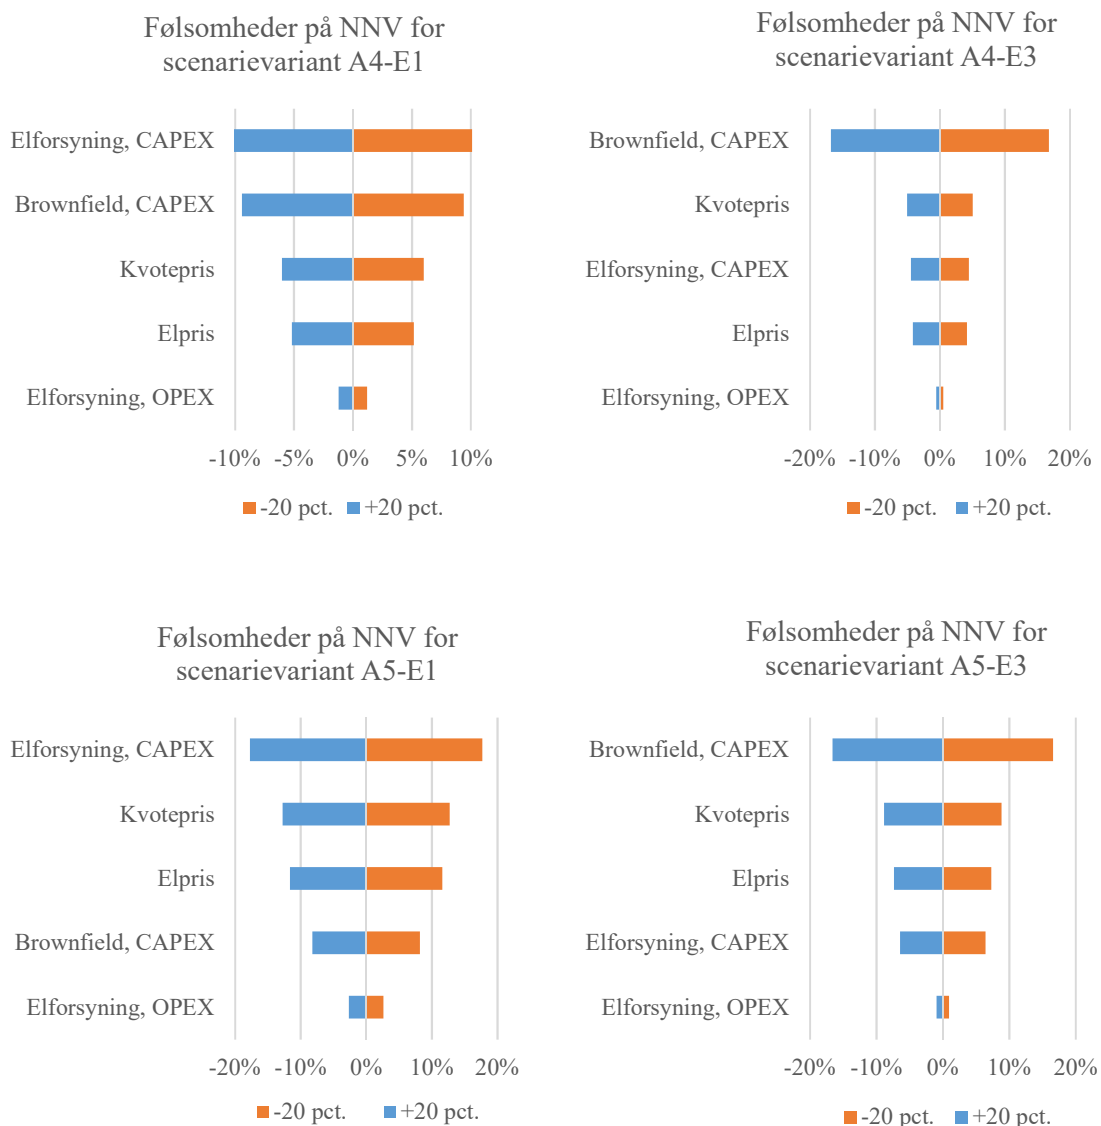 Følsomheder på NNV for
scenarievariant A4-E1
Elforsyning, CAPEX
Brownfield, CAPEX
Kvotepris
Elpris
Elforsyning, OPEX
-10% -5% 0% 5% 10%
-20 pct. +20 pct.
Følsomheder på NNV for
scenarievariant A4-E3
Brownfield, CAPEX
Kvotepris
Elforsyning, CAPEX
Elpris
Elforsyning, OPEX
-20% -10% 0% 10% 20%
-20 pct. +20 pct.
Følsomheder på NNV for
scenarievariant A5-E1
Elforsyning, CAPEX
Kvotepris
Elpris
Brownfield, CAPEX
Elforsyning, OPEX
-20% -10% 0% 10% 20%
-20 pct. +20 pct.
Følsomheder på NNV for
scenarievariant A5-E3
Brownfield, CAPEX
Kvotepris
Elpris
Elforsyning, CAPEX
Elforsyning, OPEX
-20% -10% 0% 10% 20%
-20 pct. +20 pct.